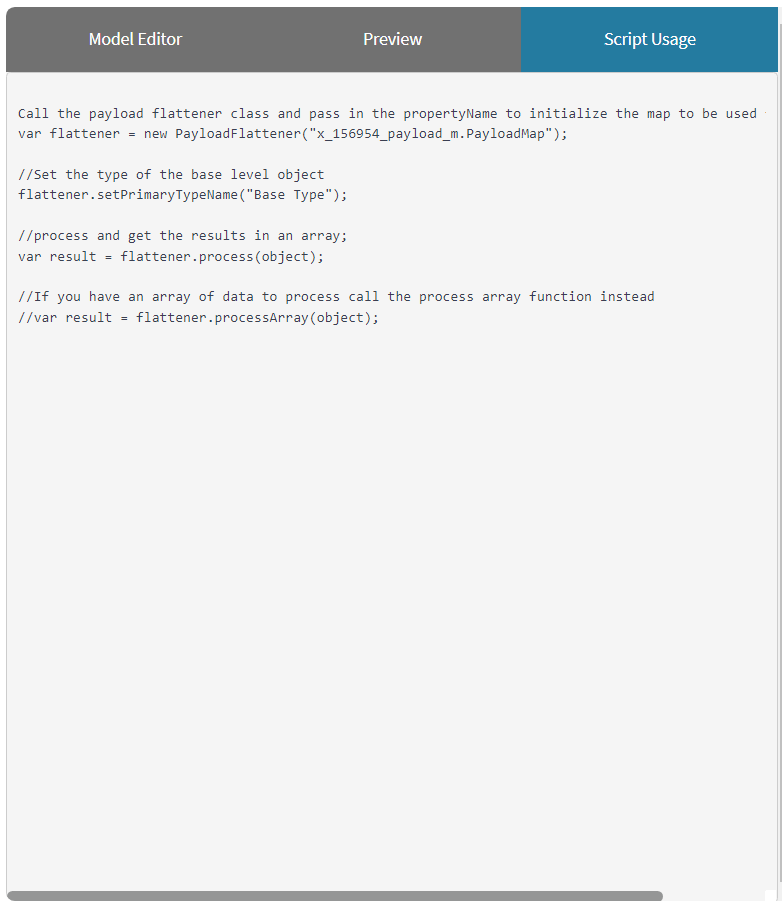 Model Editor
Preview
Script Usage
Call the payload flattener class and pass in the propertyName to initialize the map to be used
var flattener = new PayloadFlattener("x_156954_payload_m.PayloadMap");
//Set the type of the base level object
flattener.setPrimaryTypeName("Base Type");
//process and get the results in an array;
var result = flattener.process(object);
//If you have an array of data to process call the process array function instead
//var result = flattener.processArray(object);